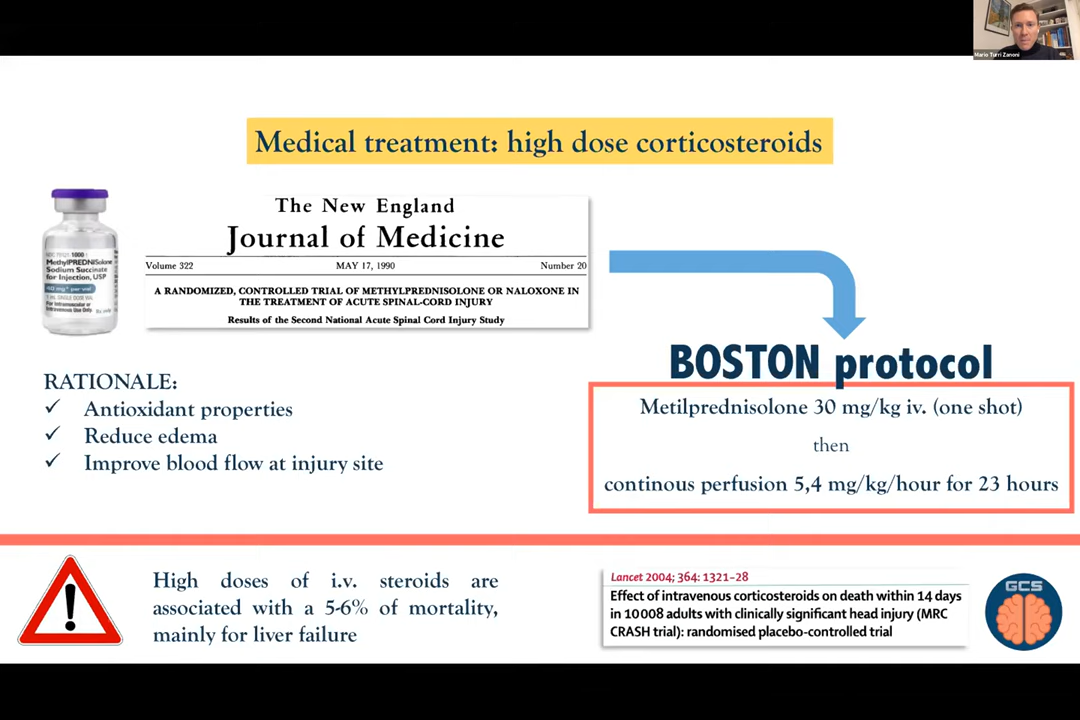 Mario Turri Zanoni
Medical treatment: high dose corticosteroids
The New England
Journal of Medicine
Volume 322 MAY 17, 1990 Number 20
A RANDOMIZED, CONTROLLED TRIAL OF METHYLPREDNISOLONE OR NALOXONE IN
THE TREATMENT OF ACUTE SPINAL-CORD INJURY
Results of the Second National Acute Spinal Cord Injury Study
MethylPREDNISolone
Sodium Succinate
for Injection, USP
BOSTON protocol
Metilprednisolone 30 mg/kg iv. (one shot)
then
continous perfusion 5,4 mg/kg/hour for 23 hours
RATIONALE:
✓ Antioxidant properties
✓ Reduce edema
✓ Improve blood flow at injury site
High doses of i.v. steroids are
associated with a 5-6% of mortality,
mainly for liver failure
Lancet 2004; 364: 1321–28
Effect of intravenous corticosteroids on death within 14 days
in 10 008 adults with clinically significant head injury (MRC
CRASH trial): randomised placebo-controlled trial
GCS